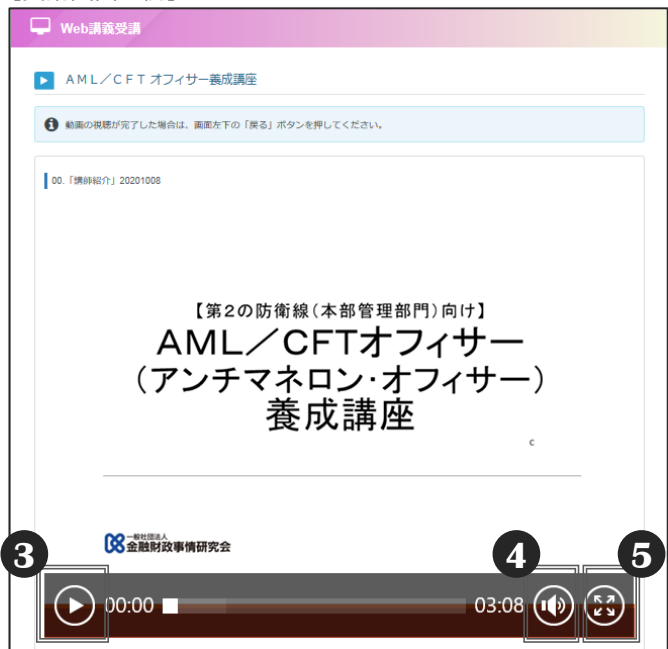 Web講義受講
AML／CFTオフィサー養成講座
動画の視聴が完了した場合は、画面左下の「戻る」ボタンを押してください。
00.「講師紹介」20201008
【第2の防衛線（本部管理部門）向け】
AML／CFTオフィサー
（アンチマネロン・オフィサー）
養成講座
c
一般社団法人
金融財政事情研究会
3 4 5
00:00 03:08